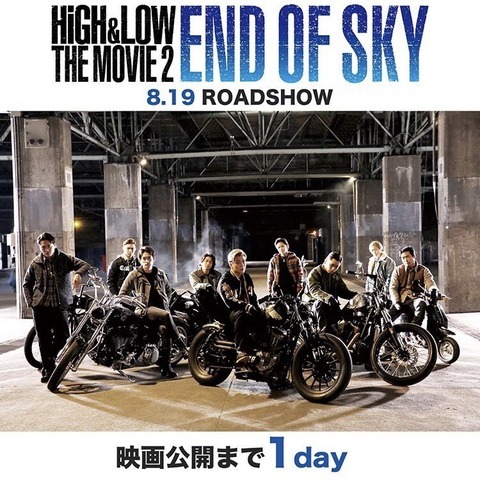 HiGH&LOW
THE MOVIE 2
END OF SKY
8.19 ROADSHOW
映画公開まで1day